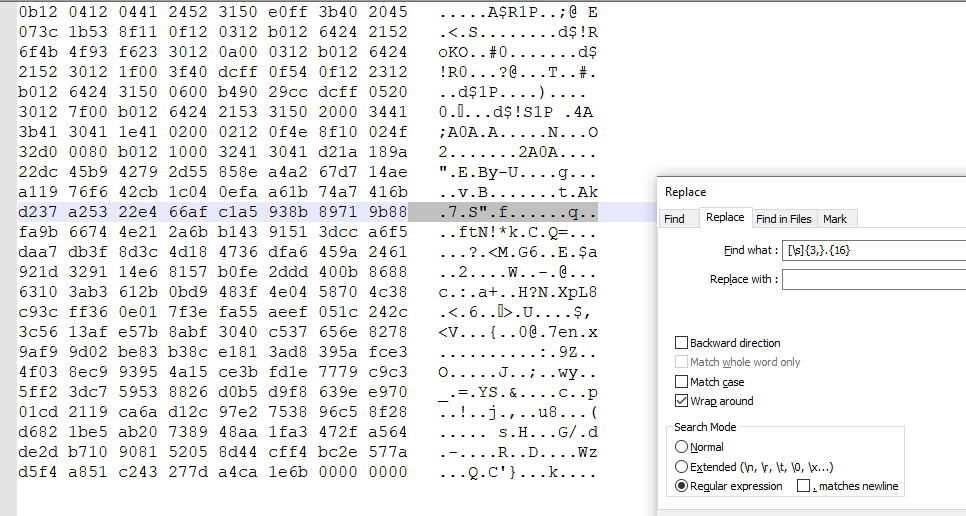 0b12 0412 0441 2452 3150 e0ff 3b40 2045 .....A$R1P..;@ E
073c 1b53 8f11 0f12 0312 b012 6424 2152 .<.S........d$!R
6f4b 4f93 f623 3012 0a00 0312 b012 6424 oKO..#0.......d$
2152 3012 1f00 3f40 dcff 0f54 0f12 2312 !R0...?@...T..#.
b012 6424 3150 0600 b490 29cc dcff 0520 ..d$1P....)....
3012 7f00 b012 6424 2153 3150 2000 3441 0.▯...d$!S1P .4A
3b41 3041 1e41 0200 0212 0f4e 8f10 024f ;A0A.A.....N...O
32d0 0080 b012 1000 3241 3041 d21a 189a 2.......2A0A....
22dc 45b9 4279 2d55 858e a4a2 67d7 14ae ".E.By-U....g...
a119 76f6 42cb 1c04 0efa a61b 74a7 416b ..v.B.......t.Ak
d237 a253 22e4 66af c1a5 938b 8971 9b88 .7.S".f......q..
fa9b 6674 4e21 2a6b b143 9151 3dcc a6f5 ..ftN!*k.C.Q=...
daa7 db3f 8d3c 4d18 4736 dfa6 459a 2461 ...?.<M.G6..E.$a
921d 3291 14e6 8157 b0fe 2ddd 400b 8688 ..2....W..-.@...
6310 3ab3 612b 0bd9 483f 4e04 5870 4c38 c.:.a+..H?N.XpL8
c93c ff36 0e01 7f3e fa55 aeef 051c 242c .<.6..▯>.U....$,
3c56 13af e57b 8abf 3040 c537 656e 8278 <V...{..0@.7en.x
9af9 9d02 be83 b38c e181 3ad8 395a fce3 ..........:.9Z..
4f03 8ec9 9395 4a15 ce3b fd1e 7779 c9c3 O.....J..;..wy..
5ff2 3dc7 5953 8826 d0b5 d9f8 639e e970 _.=.YS.&....c..p
01cd 2119 ca6a d12c 97e2 7538 96c5 8f28 ..!..j.,..u8...(
d682 1be5 ab20 7389 48aa 1fa3 472f a564 ..... s.H...G/.d
de2d b710 9081 5205 8d44 cff4 bc2e 577a .-....R..D....Wz
d5f4 a851 c243 277d a4ca 1e6b 0000 0000 ...Q.C'}...k....
Replace
Find Replace Find in Files Mark
Find what : [\s]{3,}.{16}
Replace with :
Backward direction
Match whole word only
Match case
Wrap around
Search Mode
Normal
Extended (\n, \r, \t, \0, \x...)
Regular expression . matches newline